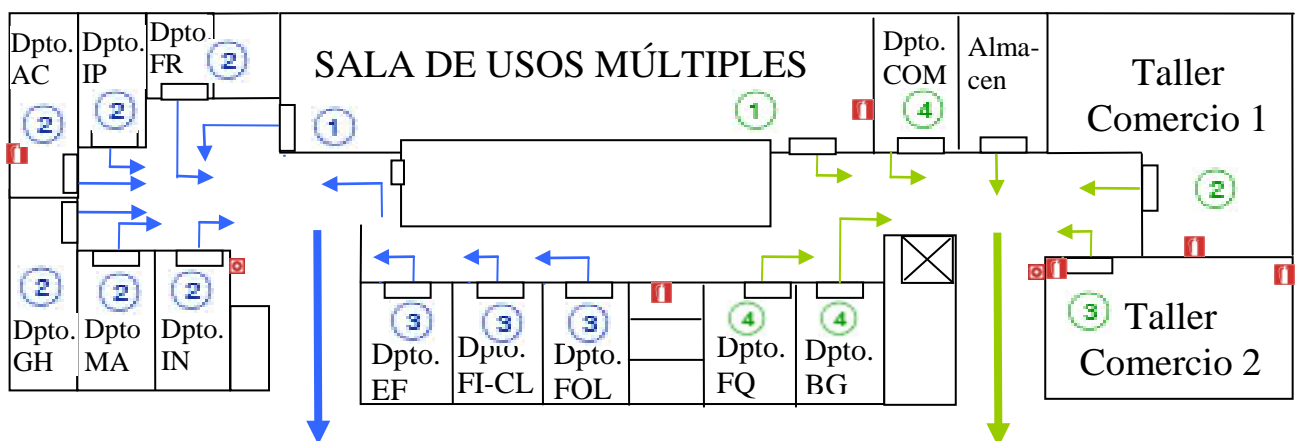 Dpto.
AC
2
Dpto.
IP
2
Dpto
FR
2
SALA DE USOS MÚLTIPLES
1
1
Dpto.
COM
4
Alma-
cen
Taller
Comercio 1
2
2
Dpto.
GH
2
Dpto
MA
2
Dpto.
IN
3
Dpto.
EF
3
Dpto.
FI-CL
3
Dpto.
FOL
4
Dpto.
FQ
4
Dpto.
BG
3
Taller
Comercio 2